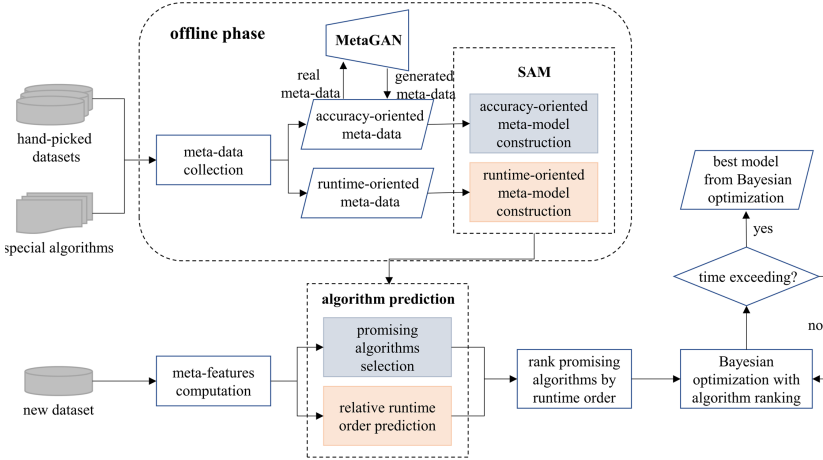 offline phase
MetaGAN
real
meta-data
generated
meta-data
SAM
hand-picked
datasets
special algorithms
meta-data
collection
accuracy-oriented
meta-data
runtime-oriented
meta-data
accuracy-oriented
meta-model
construction
runtime-oriented
meta-model
construction
best model
from Bayesian
optimization
yes
time exceeding?
no
algorithm prediction
new dataset
meta-features
computation
promising
algorithms
selection
relative runtime
order prediction
rank promising
algorithms by
runtime order
Bayesian
optimization with
algorithm ranking